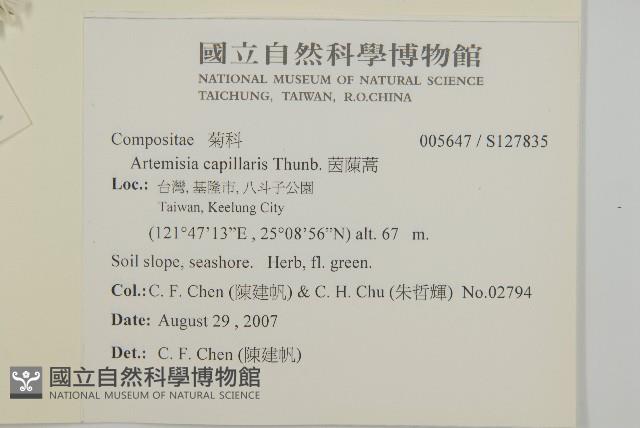 國立自然科學博物館
NATIONAL MUSEUM OF NATURAL SCIENCE
TAICHUNG, TAIWAN, R.O.CHINA
Compositae 菊科 005647 / S127835
Artemisia capillaris Thunb. 茵蔯蒿
Loc.: 台灣, 基隆市, 八斗子公園
Taiwan, Keelung City
(121°47'13”E , 25°08'56”N) alt. 67 m.
Soil slope, seashore. Herb, fl. green.
Col.: C. F. Chen (陳建帆) & C. H. Chu (朱哲輝) No.02794
Date: August 29 , 2007
Det.: C. F. Chen (陳建帆)
國立自然科學博物館
NATIONAL MUSEUM OF NATURAL SCIENCE